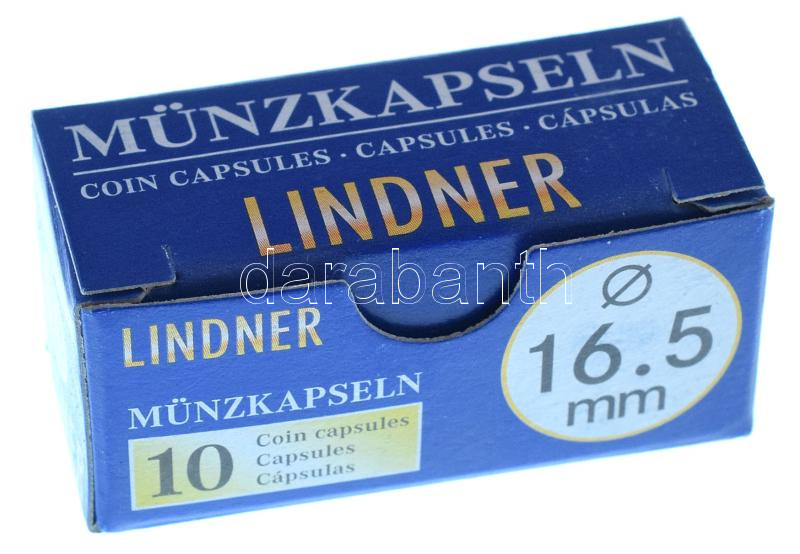 MÜNZKAPSELN
COIN CAPSULES · CAPSULES · CÁPSULAS
LINDNER
darabanth
LINDNER
MÜNZKAPSELN
10
Coin capsules
Capsules
Cápsulas
Ø
16.5
mm